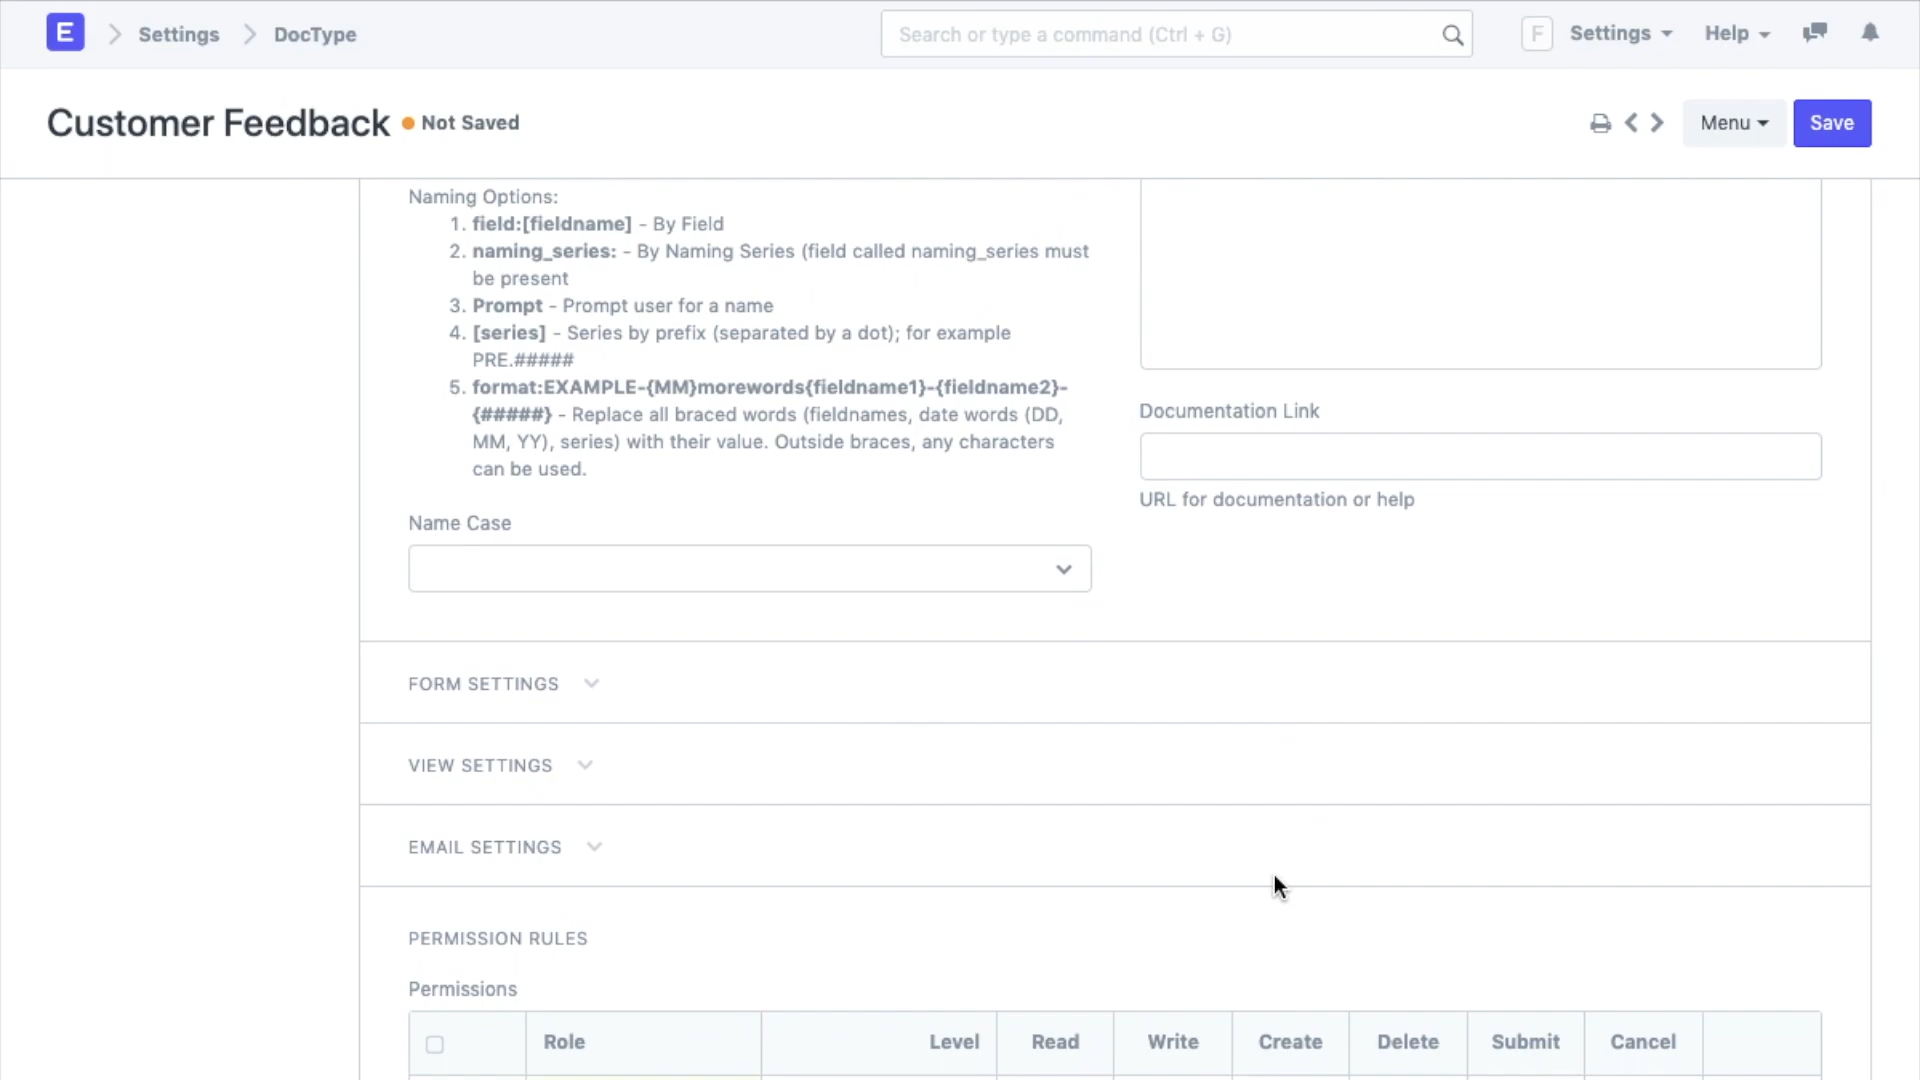 E
Settings
DocType
Search or type a command (Ctrl + G)
F
Settings
Help
Customer Feedback
Not Saved
Menu
Save
Naming Options:
1. field:[fieldname] - By Field
2. naming_series: - By Naming Series (field called naming_series must
be present
3. Prompt - Prompt user for a name
4. [series] - Series by prefix (separated by a dot); for example
PRE.#####
5. format:EXAMPLE-{MM}morewords{fieldname1}-{fieldname2}-
{#####} - Replace all braced words (fieldnames, date words (DD,
MM, YY), series) with their value. Outside braces, any characters
can be used.
Name Case
Documentation Link
URL for documentation or help
FORM SETTINGS
VIEW SETTINGS
EMAIL SETTINGS
PERMISSION RULES
Permissions
Role Level Read Write Create Delete Submit Cancel